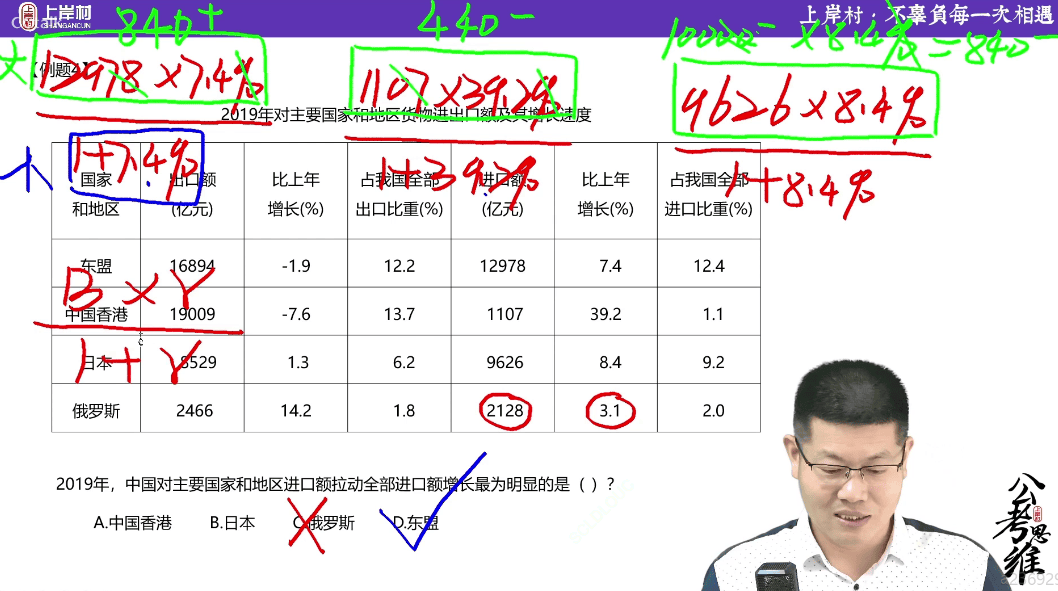 上岸村
SHANGANCUN
上岸村：不辜負每一次相遇
840+
440-
10000- ×8.4%=840-
大
【例题4】
12978×7.4%
1107×39.2%
9626×8.4%
2019年对主要国家和地区货物进出口额及其增长速度
小
1+7.4%
1+39.2%
1+8.4%
国家和地区 出口额(亿元) 比上年增长(%) 占我国全部出口比重(%) 进口额(亿元) 比上年增长(%) 占我国全部进口比重(%)
东盟 16894 -1.9 12.2 12978 7.4 12.4
B×r
中国香港 19009 -7.6 13.7 1107 39.2 1.1
1+r
日本 8529 1.3 6.2 9626 8.4 9.2
俄罗斯 2466 14.2 1.8 2128 3.1 2.0
2019年，中国对主要国家和地区进口额拉动全部进口额增长最为明显的是（ ）？
A.中国香港 B.日本 C.俄罗斯 D.东盟
公考思维
上岸村